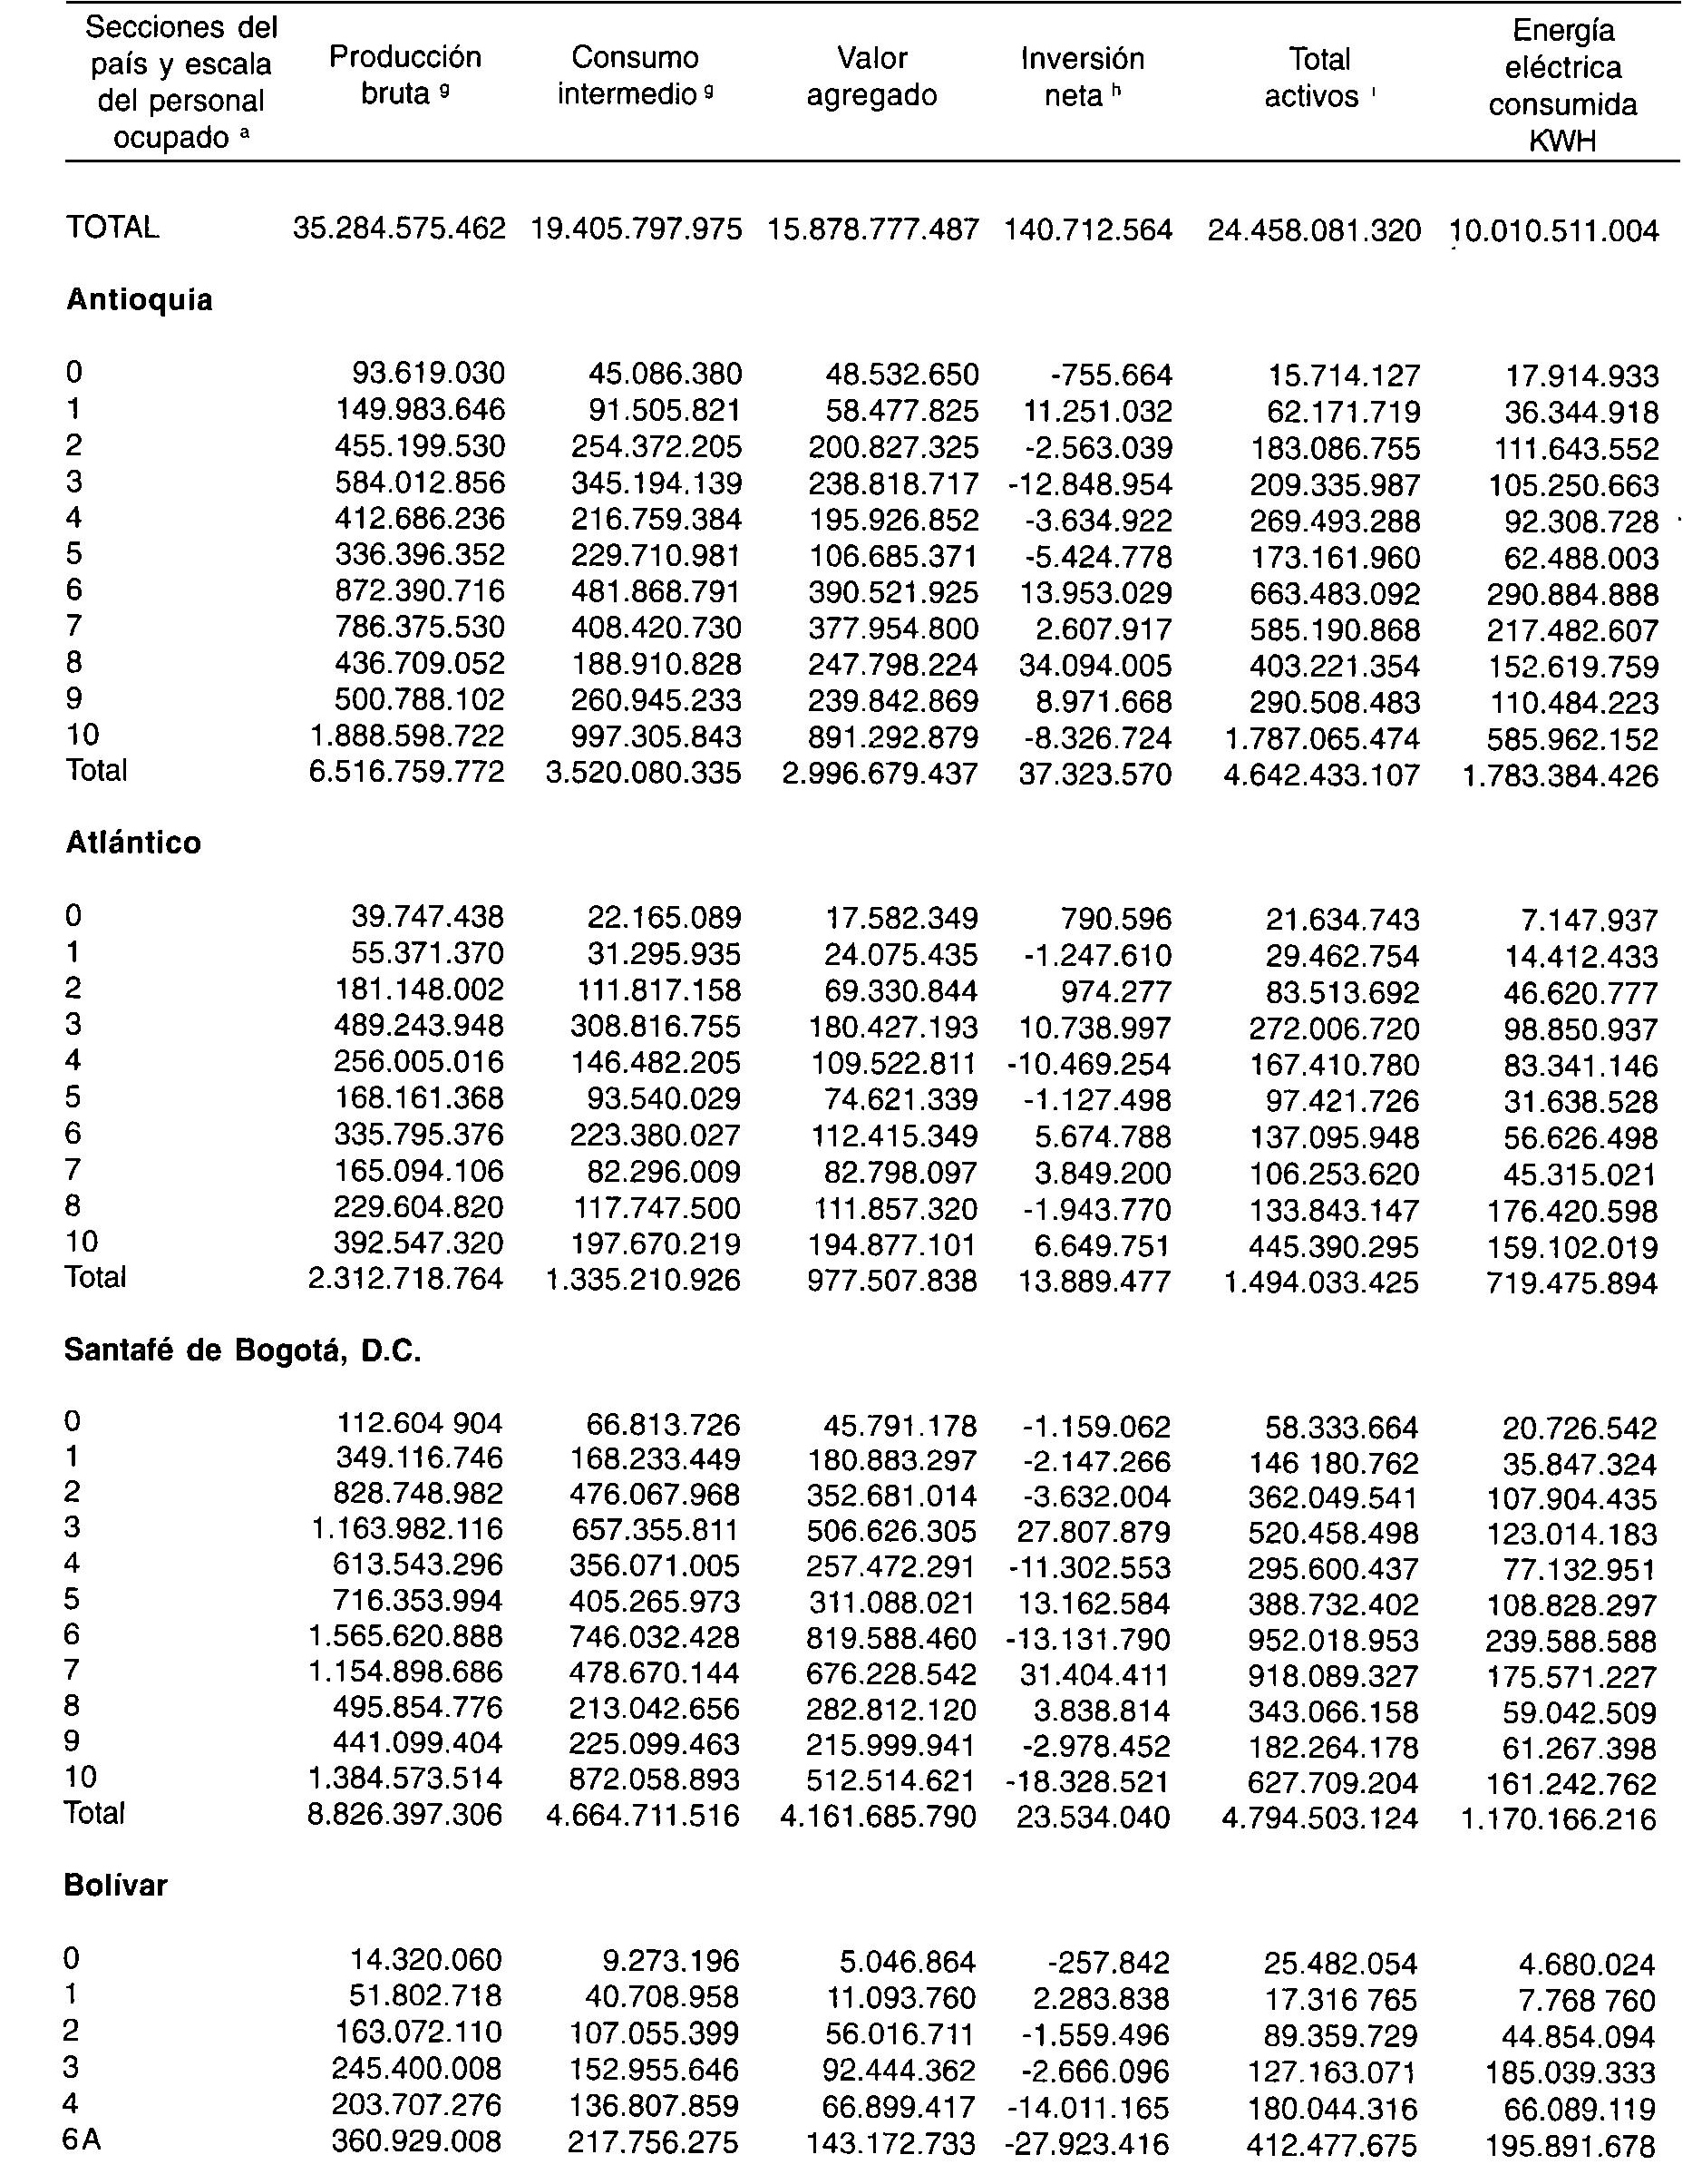 Secciones del país y escala del personal ocupado a	Producción bruta g	Consumo intermedio g	Valor agregado	Inversión neta h	Total activos i	Energía eléctrica consumida KWH
TOTAL 35.284.575.462 19.405.797.975 15.878.777.487 140.712.564 24.458.081.320 10.010.511.004
Antioquia
0 93.619.030 45.086.380 48.532.650 -755.664 15.714.127 17.914.933
1 149.983.646 91.505.821 58.477.825 11.251.032 62.171.719 36.344.918
2 455.199.530 254.372.205 200.827.325 -2.563.039 183.086.755 111.643.552
3 584.012.856 345.194.139 238.818.717 -12.848.954 209.335.987 105.250.663
4 412.686.236 216.759.384 195.926.852 -3.634.922 269.493.288 92.308.728
5 336.396.352 229.710.981 106.685.371 -5.424.778 173.161.960 62.488.003
6 872.390.716 481.868.791 390.521.925 13.953.029 663.483.092 290.884.888
7 786.375.530 408.420.730 377.954.800 2.607.917 585.190.868 217.482.607
8 436.709.052 188.910.828 247.798.224 34.094.005 403.221.354 152.619.759
9 500.788.102 260.945.233 239.842.869 8.971.668 290.508.483 110.484.223
10 1.888.598.722 997.305.843 891.292.879 -8.326.724 1.787.065.474 585.962.152
Total 6.516.759.772 3.520.080.335 2.996.679.437 37.323.570 4.642.433.107 1.783.384.426
Atlántico
0 39.747.438 22.165.089 17.582.349 790.596 21.634.743 7.147.937
1 55.371.370 31.295.935 24.075.435 -1.247.610 29.462.754 14.412.433
2 181.148.002 111.817.158 69.330.844 974.277 83.513.692 46.620.777
3 489.243.948 308.816.755 180.427.193 10.738.997 272.006.720 98.850.937
4 256.005.016 146.482.205 109.522.811 -10.469.254 167.410.780 83.341.146
5 168.161.368 93.540.029 74.621.339 -1.127.498 97.421.726 31.638.528
6 335.795.376 223.380.027 112.415.349 5.674.788 137.095.948 56.626.498
7 165.094.106 82.296.009 82.798.097 3.849.200 106.253.620 45.315.021
8 229.604.820 117.747.500 111.857.320 -1.943.770 133.843.147 176.420.598
10 392.547.320 197.670.219 194.877.101 6.649.751 445.390.295 159.102.019
Total 2.312.718.764 1.335.210.926 977.507.838 13.889.477 1.494.033.425 719.475.894
Santafé de Bogotá, D.C.
0 112.604 904 66.813.726 45.791.178 -1.159.062 58.333.664 20.726.542
1 349.116.746 168.233.449 180.883.297 -2.147.266 146 180.762 35.847.324
2 828.748.982 476.067.968 352.681.014 -3.632.004 362.049.541 107.904.435
3 1.163.982.116 657.355.811 506.626.305 27.807.879 520.458.498 123.014.183
4 613.543.296 356.071.005 257.472.291 -11.302.553 295.600.437 77.132.951
5 716.353.994 405.265.973 311.088.021 13.162.584 388.732.402 108.828.297
6 1.565.620.888 746.032.428 819.588.460 -13.131.790 952.018.953 239.588.588
7 1.154.898.686 478.670.144 676.228.542 31.404.411 918.089.327 175.571.227
8 495.854.776 213.042.656 282.812.120 3.838.814 343.066.158 59.042.509
9 441.099.404 225.099.463 215.999.941 -2.978.452 182.264.178 61.267.398
10 1.384.573.514 872.058.893 512.514.621 -18.328.521 627.709.204 161.242.762
Total 8.826.397.306 4.664.711.516 4.161.685.790 23.534.040 4.794.503.124 1.170.166.216
Bolívar
0 14.320.060 9.273.196 5.046.864 -257.842 25.482.054 4.680.024
1 51.802.718 40.708.958 11.093.760 2.283.838 17.316 765 7.768 760
2 163.072.110 107.055.399 56.016.711 -1.559.496 89.359.729 44.854.094
3 245.400.008 152.955.646 92.444.362 -2.666.096 127.163.071 185.039.333
4 203.707.276 136.807.859 66.899.417 -14.011.165 180.044.316 66.089.119
6A 360.929.008 217.756.275 143.172.733 -27.923.416 412.477.675 195.891.678